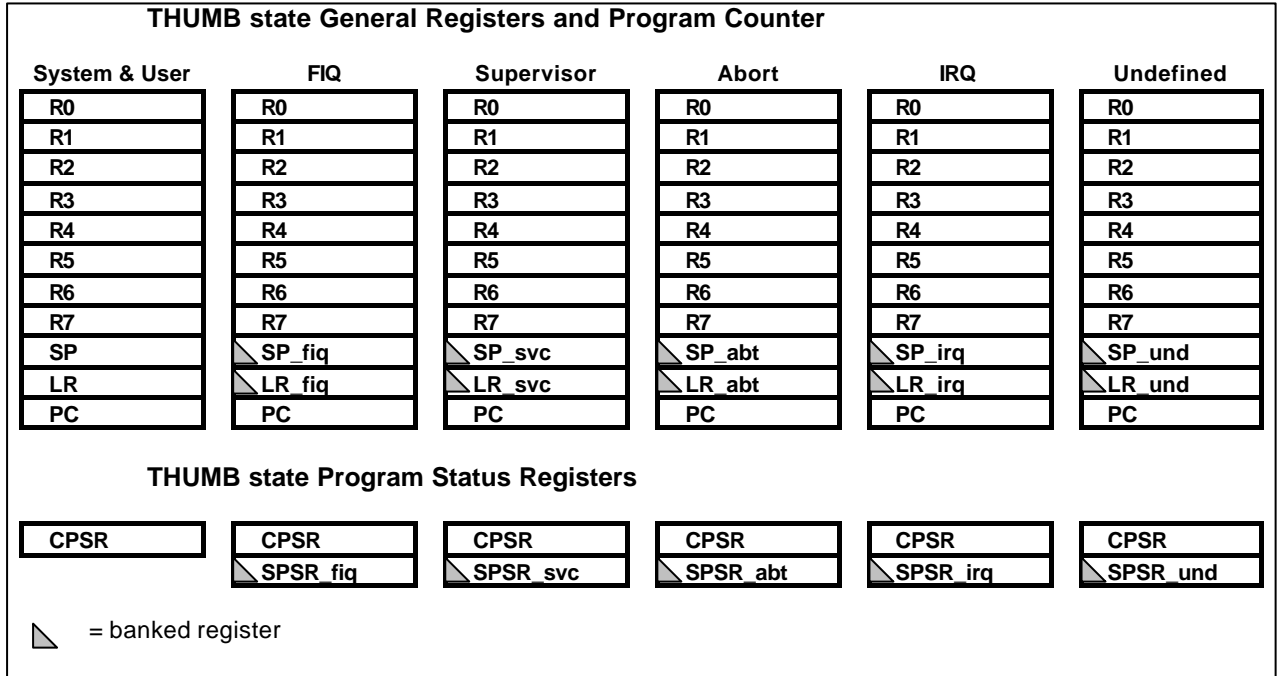 THUMB state General Registers and Program Counter
System & User FIQ Supervisor Abort IRQ Undefined
R0 R0 R0 R0 R0 R0
R1 R1 R1 R1 R1 R1
R2 R2 R2 R2 R2 R2
R3 R3 R3 R3 R3 R3
R4 R4 R4 R4 R4 R4
R5 R5 R5 R5 R5 R5
R6 R6 R6 R6 R6 R6
R7 R7 R7 R7 R7 R7
SP SP_fiq SP_svc SP_abt SP_irq SP_und
LR LR_fiq LR_svc LR_abt LR_irq LR_und
PC PC PC PC PC PC
THUMB state Program Status Registers
CPSR CPSR CPSR CPSR CPSR CPSR
SPSR_fiq SPSR_svc SPSR_abt SPSR_irq SPSR_und
= banked register